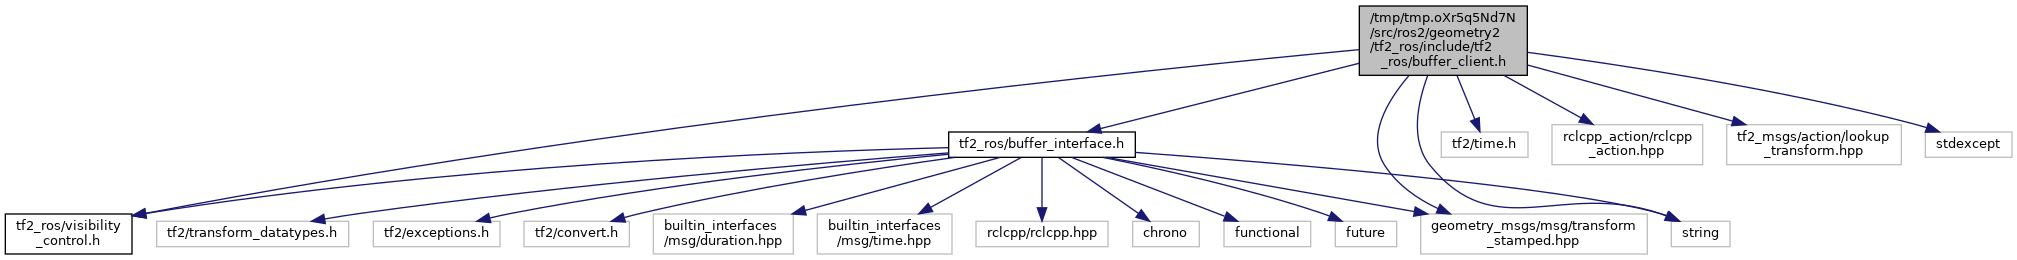 /tmp/tmp.oXr5q5Nd7N
/src/ros2/geometry2
/tf2_ros/include/tf2
_ros/buffer_client.h
tf2_ros/buffer_interface.h
tf2/time.h
rclcpp_action/rclcpp
_action.hpp
tf2_msgs/action/lookup
_transform.hpp
stdexcept
tf2_ros/visibility
_control.h
tf2/transform_datatypes.h
tf2/exceptions.h
tf2/convert.h
builtin_interfaces
/msg/duration.hpp
builtin_interfaces
/msg/time.hpp
rclcpp/rclcpp.hpp
chrono
functional
future
geometry_msgs/msg/transform
_stamped.hpp
string